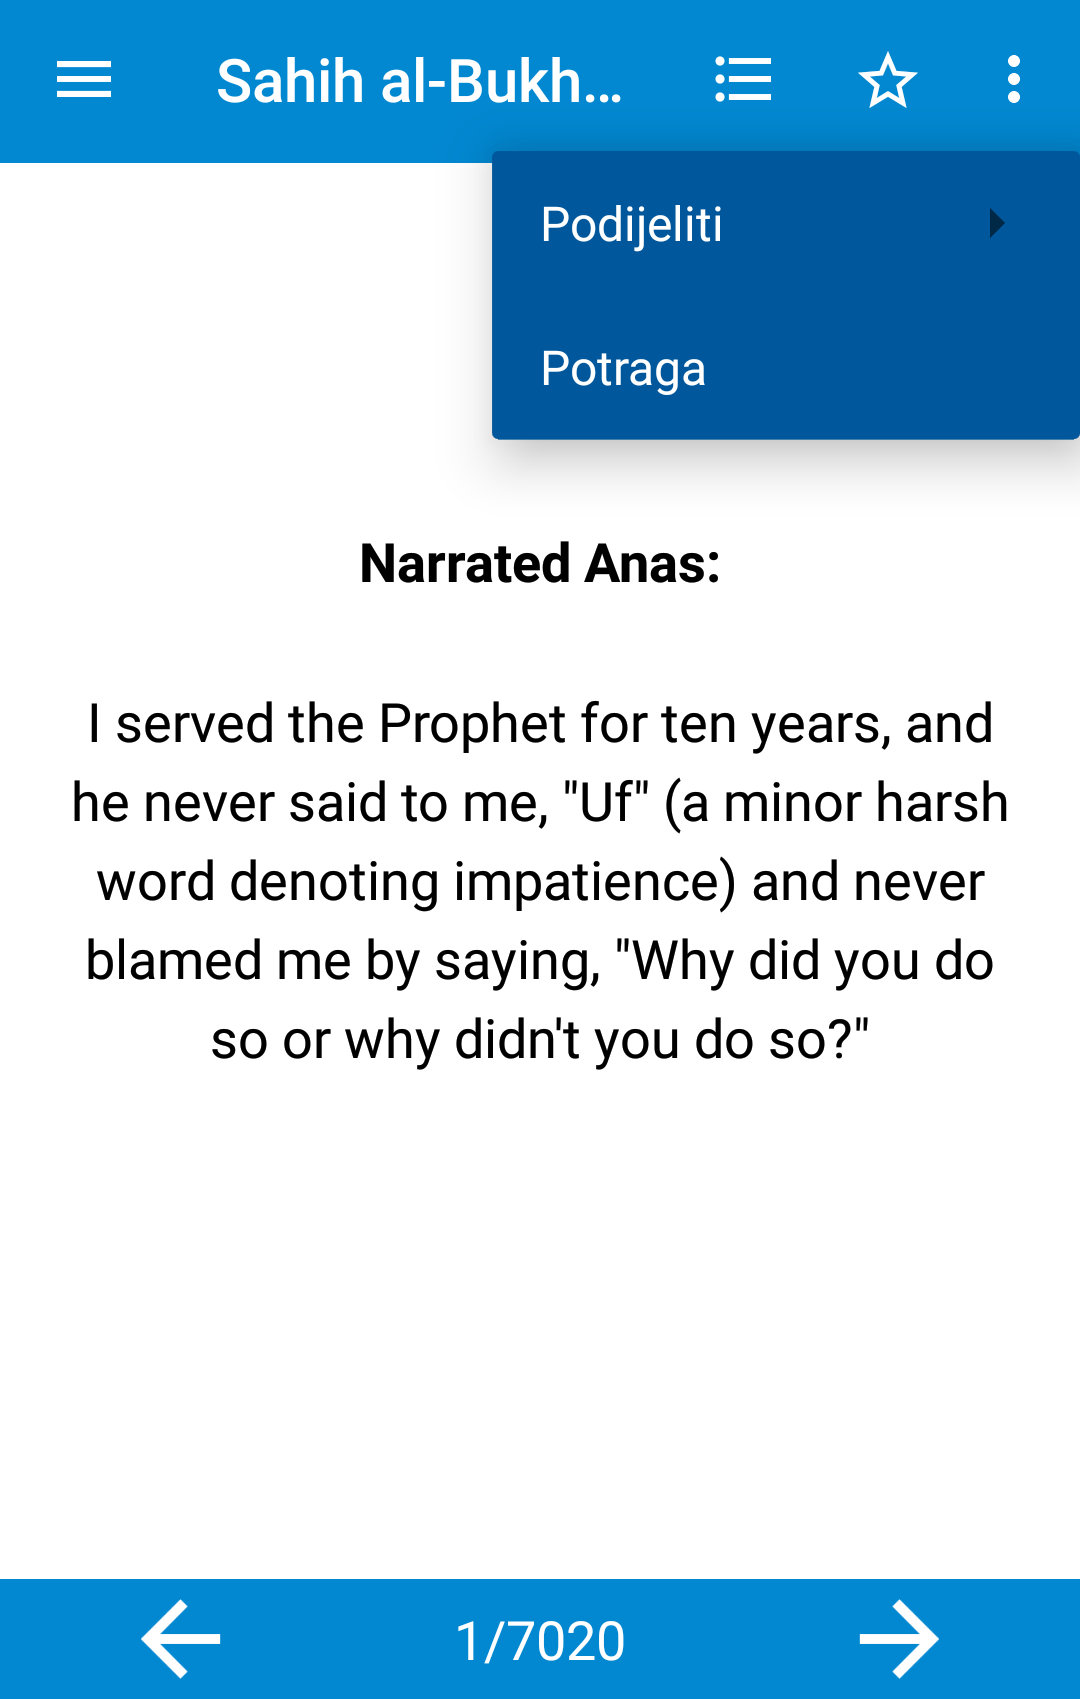 Sahih al-Bukh...
Podijeliti
Potraga
Narrated Anas:
I served the Prophet for ten years, and
he never said to me, "Uf" (a minor harsh
word denoting impatience) and never
blamed me by saying, "Why did you do
so or why didn't you do so?"
1/7020